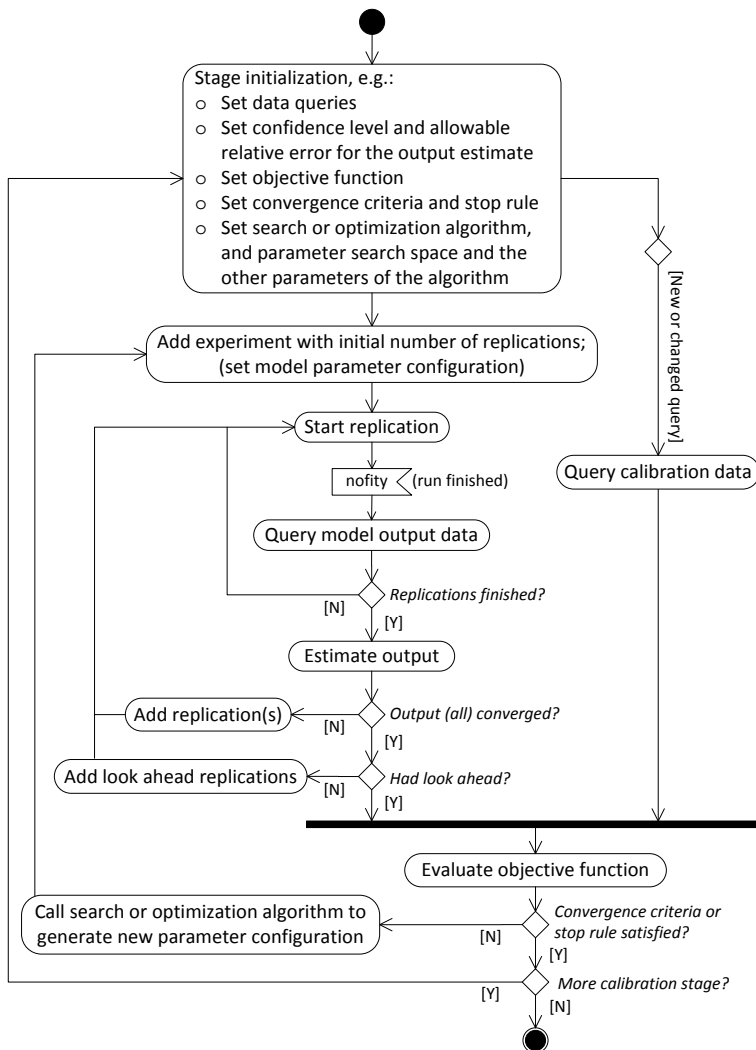 Stage initialization, e.g.:
o Set data queries
o Set confidence level and allowable
relative error for the output estimate
o Set objective function
o Set convergence criteria and stop rule
o Set search or optimization algorithm,
and parameter search space and the
other parameters of the algorithm
[New or changed query]
Add experiment with initial number of replications;
(set model parameter configuration)
Start replication
nofity (run finished)
Query calibration data
Query model output data
Replications finished?
[N]
[Y]
Estimate output
Add replication(s)
[N]
Output (all) converged?
[Y]
Add look ahead replications
[N]
Had look ahead?
[Y]
Evaluate objective function
Call search or optimization algorithm to
generate new parameter configuration
[N]
Convergence criteria or
stop rule satisfied?
[Y]
[Y]
More calibration stage?
[N]